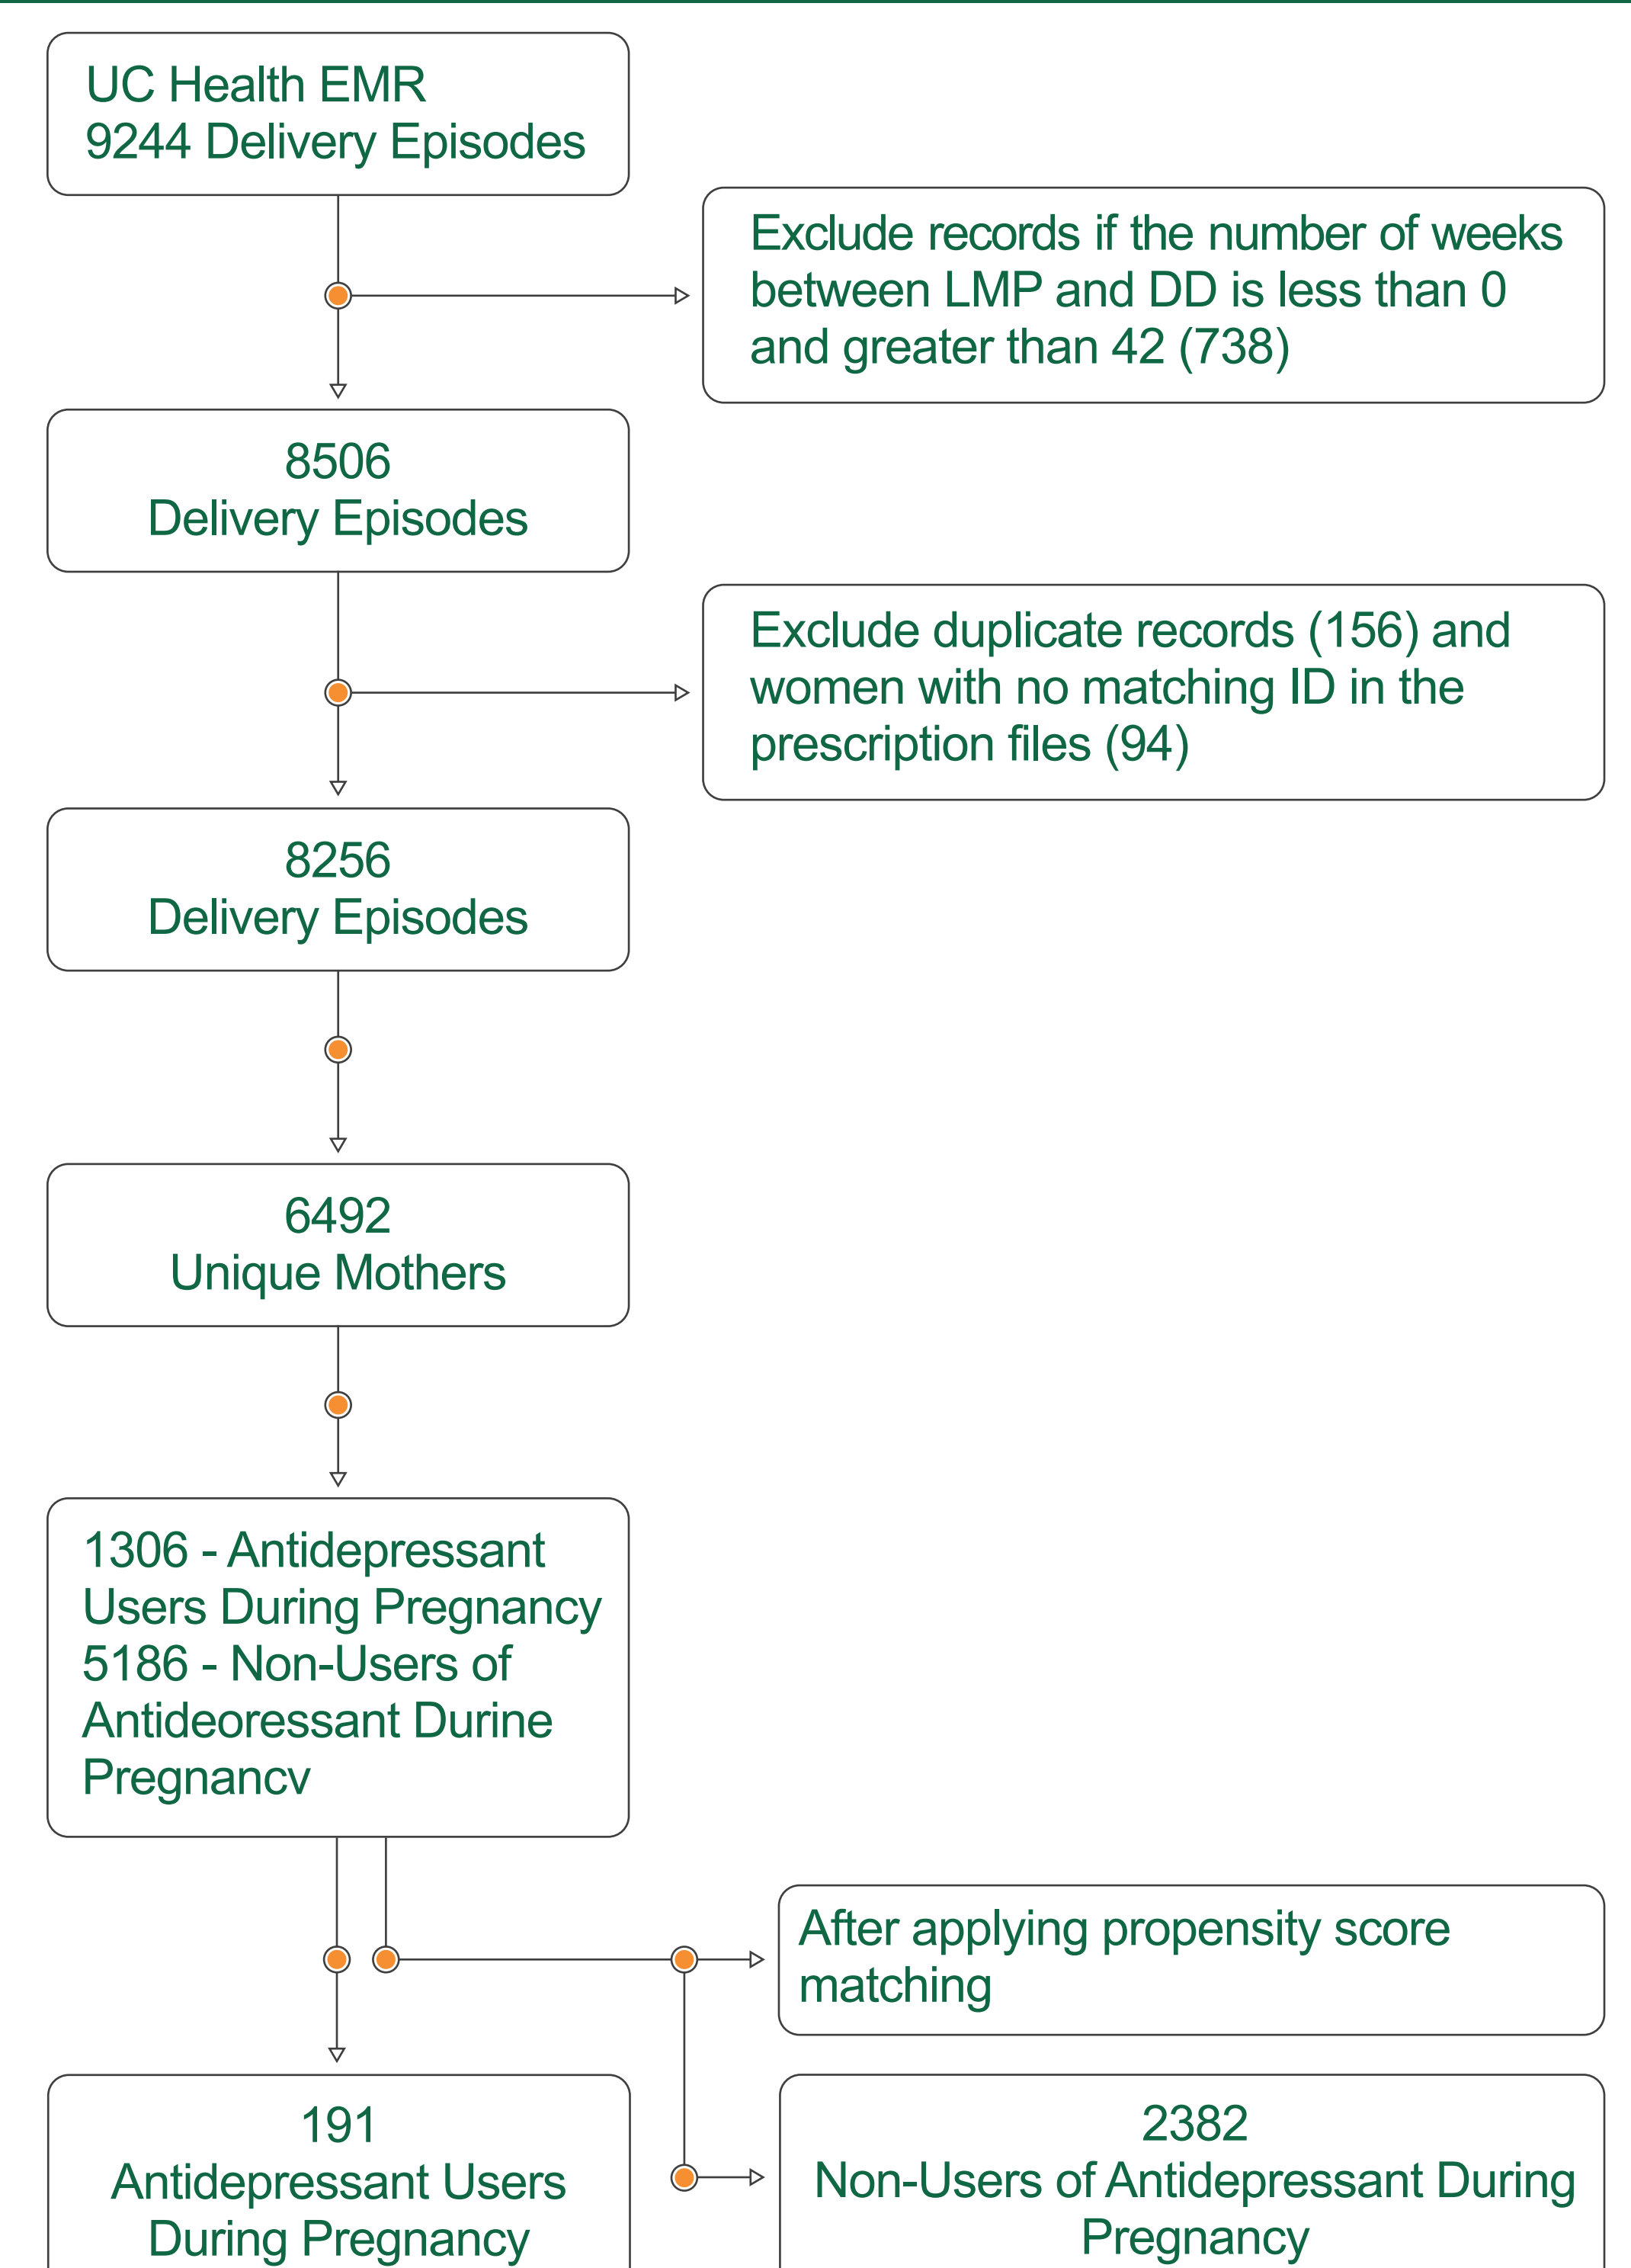 UC Health EMR
9244 Delivery Episodes
Exclude records if the number of weeks
between LMP and DD is less than 0
and greater than 42 (738)
8506
Delivery Episodes
Exclude duplicate records (156) and
women with no matching ID in the
prescription files (94)
8256
Delivery Episodes
6492
Unique Mothers
1306 - Antidepressant
Users During Pregnancy
5186 - Non-Users of
Antideoressant Durine
Pregnancv
After applying propensity score
matching
191
Antidepressant Users
During Pregnancy
2382
Non-Users of Antidepressant During
Pregnancy